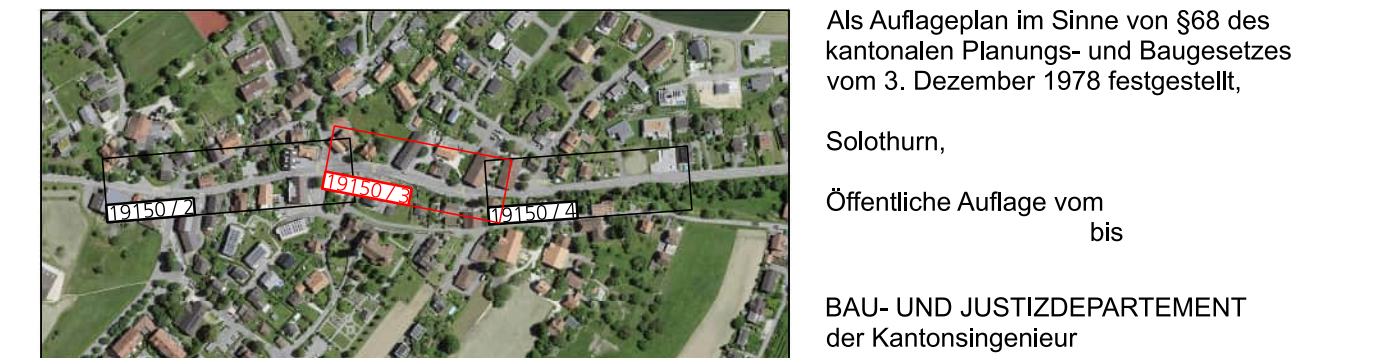 19150 / 2
19150 / 3
19150 / 4
Als Auflageplan im Sinne von §68 des
kantonalen Planungs- und Baugesetzes
vom 3. Dezember 1978 festgestellt,
Solothurn,
Öffentliche Auflage vom
bis
BAU- UND JUSTIZDEPARTEMENT
der Kantonsingenieur